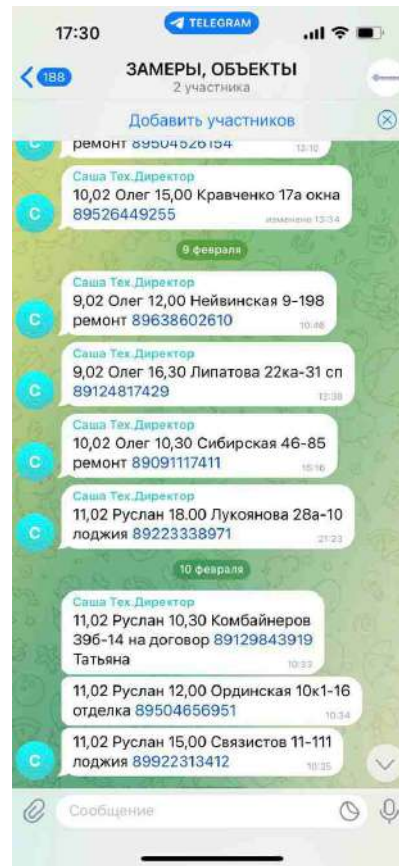 17:30
TELEGRAM
188
ЗАМЕРЫ, ОБЪЕКТЫ
2 участника
Добавить участников
ремонт 89504526154
13:10
Саша Тех.Директор
10,02 Олег 15,00 Кравченко 17а окна
89526449255
изменено 13:34
9 февраля
Саша Тех.Директор
9,02 Олег 12,00 Нейвинская 9-198
ремонт 89638602610
10:46
Саша Тех.Директор
9,02 Олег 16,30 Липатова 22ка-31 сп
89124817429
12:38
Саша Тех.Директор
10,02 Олег 10,30 Сибирская 46-85
ремонт 89091117411
15:16
Саша Тех.Директор
11,02 Руслан 18.00 Лукоянова 28а-10
лоджия 89223338971
21:23
10 февраля
Саша Тех.Директор
11,02 Руслан 10,30 Комбайнеров
39б-14 на договор 89129843919
Татьяна
10:33
11,02 Руслан 12,00 Ординская 10к1-16
отделка 89504656951
10:34
11,02 Руслан 15,00 Связистов 11-111
лоджия 89922313412
10:35
Сообщение